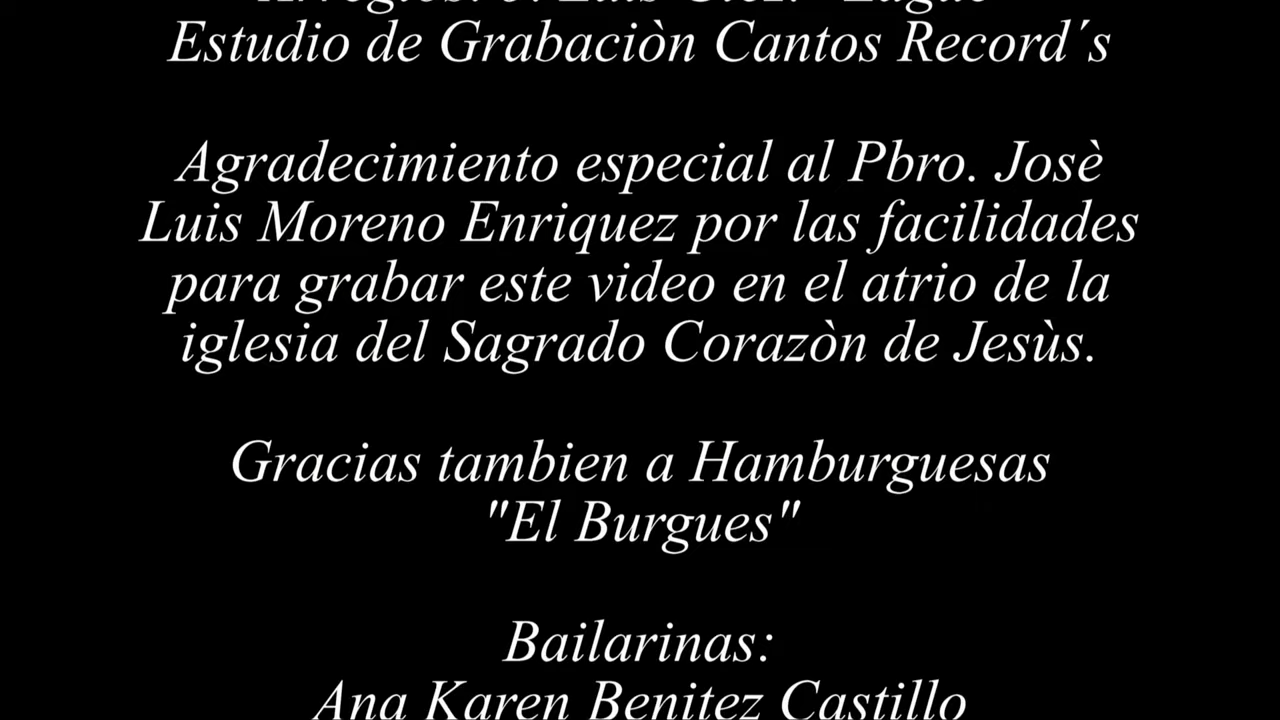 Estudio de Grabaciòn Cantos Record´s
Agradecimiento especial al Pbro. Josè
Luis Moreno Enriquez por las facilidades
para grabar este video en el atrio de la
iglesia del Sagrado Corazòn de Jesùs.
Gracias tambien a Hamburguesas
"El Burgues"
Bailarinas:
Ana Karen Benitez Castillo